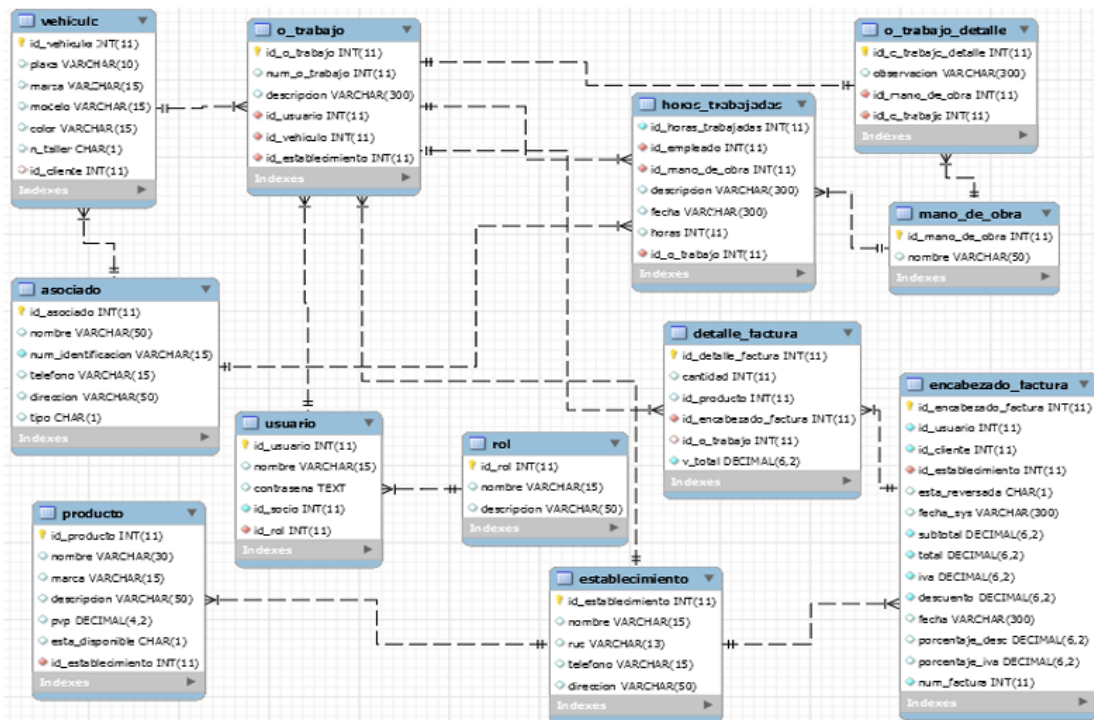 vehiculc
id_vehiculo INT(11)
placa VARCHAR(10)
marca VARCHAR(15)
modelo VARCHAR(15)
color VARCHAR(15)
n_taller CHAR(1)
id_cliente INT(11)
Indexes
o_trabajo
id_o_trabajo INT(11)
num_o_trabajo INT(11)
descripcion VARCHAR(300)
id_usuario INT(11)
id_vehiculo INT(11)
id_establecimiento INT(11)
Indexes
o_trabajo_detalle
id_c_trabajc_detalle INT(11)
observacion VARCHAR(300)
id_mano_de_obra INT(11)
id_c_trabajc INT(11)
Indexes
horas_trabajadas
id_horas_trabajadas INT(11)
id_empleado INT(11)
id_mano_de_obra INT(11)
descripcion VARCHAR(300)
fecha VARCHAR(300)
horas INT(11)
id_o_trabajo INT(11)
Indexes
mano_de_obra
id_mano_de_obra INT(11)
nombre VARCHAR(50)
Indexes
asociado
id_asociado INT(11)
nombre VARCHAR(50)
num_identificacion VARCHAR(15)
telefono VARCHAR(15)
direccion VARCHAR(50)
tipo CHAR(1)
Indexes
detalle_factura
id_detalle_factura INT(11)
cantidad INT(11)
id_producto INT(11)
id_encabezado_factura INT(11)
id_o_trabajo INT(11)
v_total DECIMAL(6,2)
Indexes
encabezado_factura
id_encabezado_factura INT(11)
id_usuario INT(11)
id_cliente INT(11)
id_establecimiento INT(11)
esta_reversada CHAR(1)
fecha_sys VARCHAR(300)
subtotal DECIMAL(6,2)
total DECIMAL(6,2)
iva DECIMAL(6,2)
descuento DECIMAL(6,2)
fecha VARCHAR(300)
porcentaje_desc DECIMAL(6,2)
porcentaje_iva DECIMAL(6,2)
num_factura INT(11)
Indexes
usuario
id_usuario INT(11)
nombre VARCHAR(15)
contrasena TEXT
id_socio INT(11)
id_rol INT(11)
Indexes
rol
id_rol INT(11)
nombre VARCHAR(15)
descripcion VARCHAR(50)
Indexes
producto
id_producto INT(11)
nombre VARCHAR(30)
marca VARCHAR(15)
descripcion VARCHAR(50)
pvp DECIMAL(4,2)
esta_disponible CHAR(1)
id_establecimiento INT(11)
Indexes
establecimiento
id_establecimiento INT(11)
nombre VARCHAR(15)
ruc VARCHAR(13)
telefono VARCHAR(15)
direccion VARCHAR(50)
Indexes